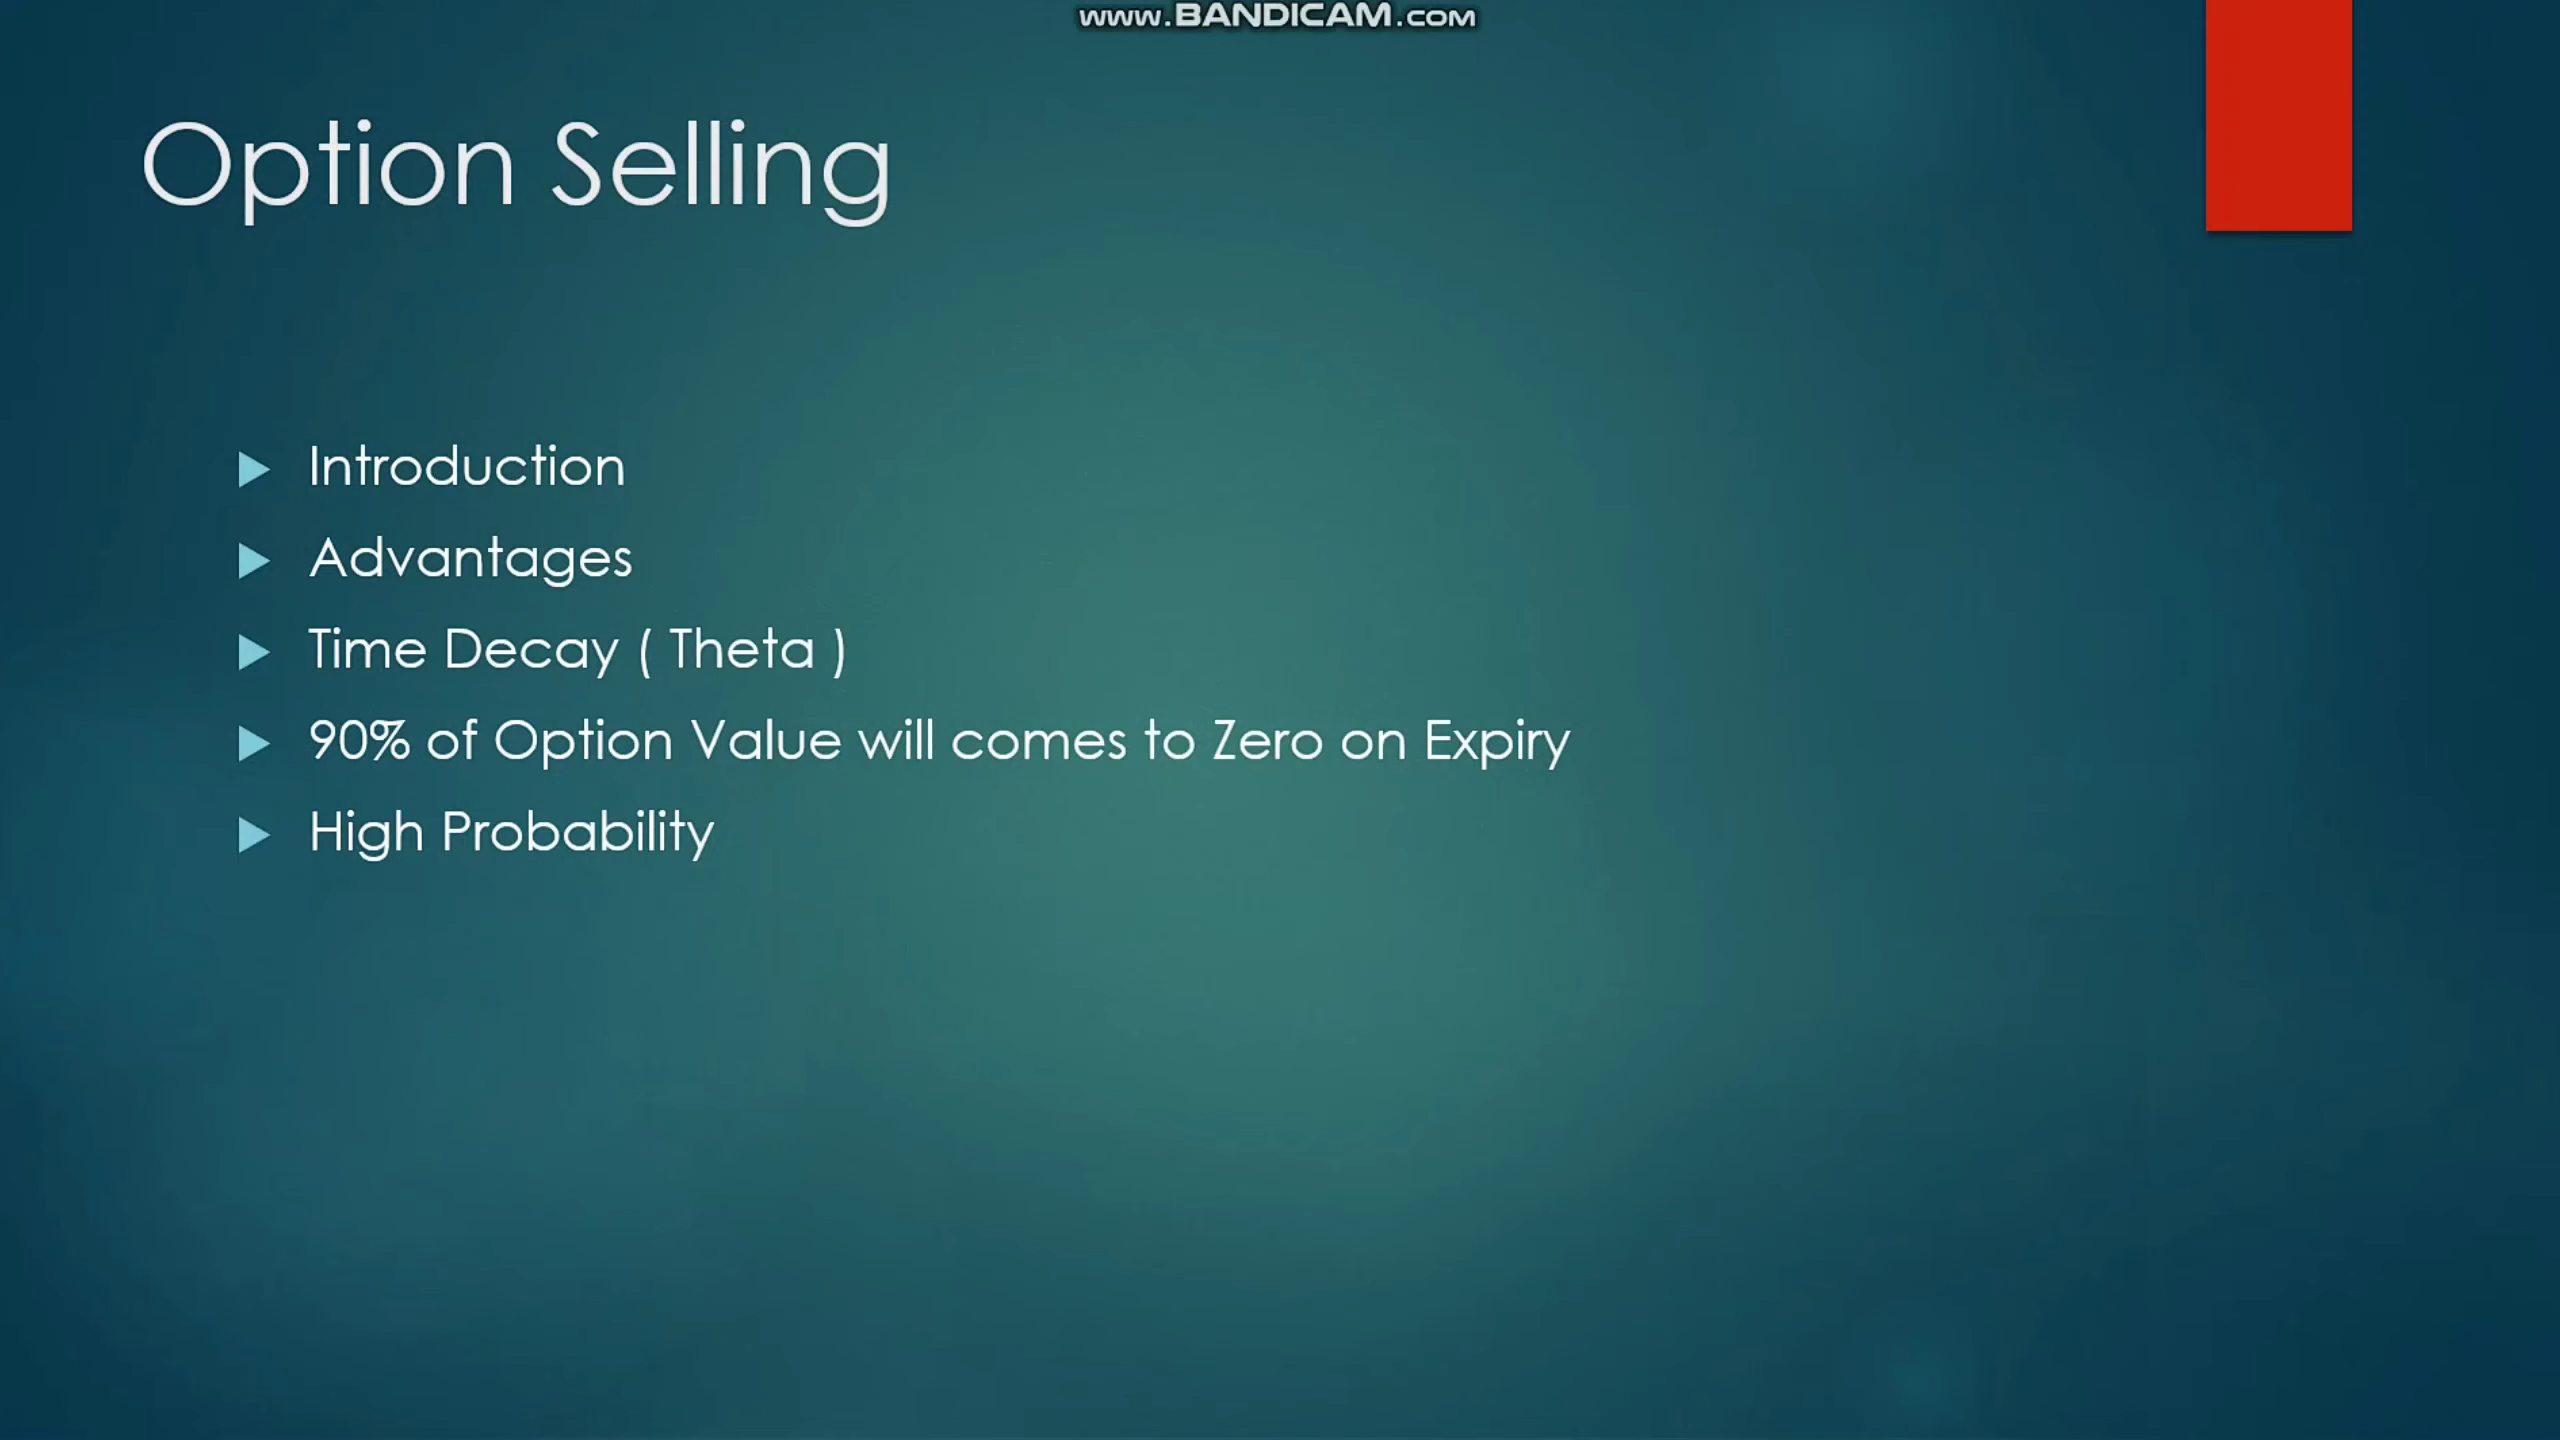 www.BANDICAM.com
Option Selling
Introduction
Advantages
Time Decay ( Theta )
90% of Option Value will comes to Zero on Expiry
High Probability